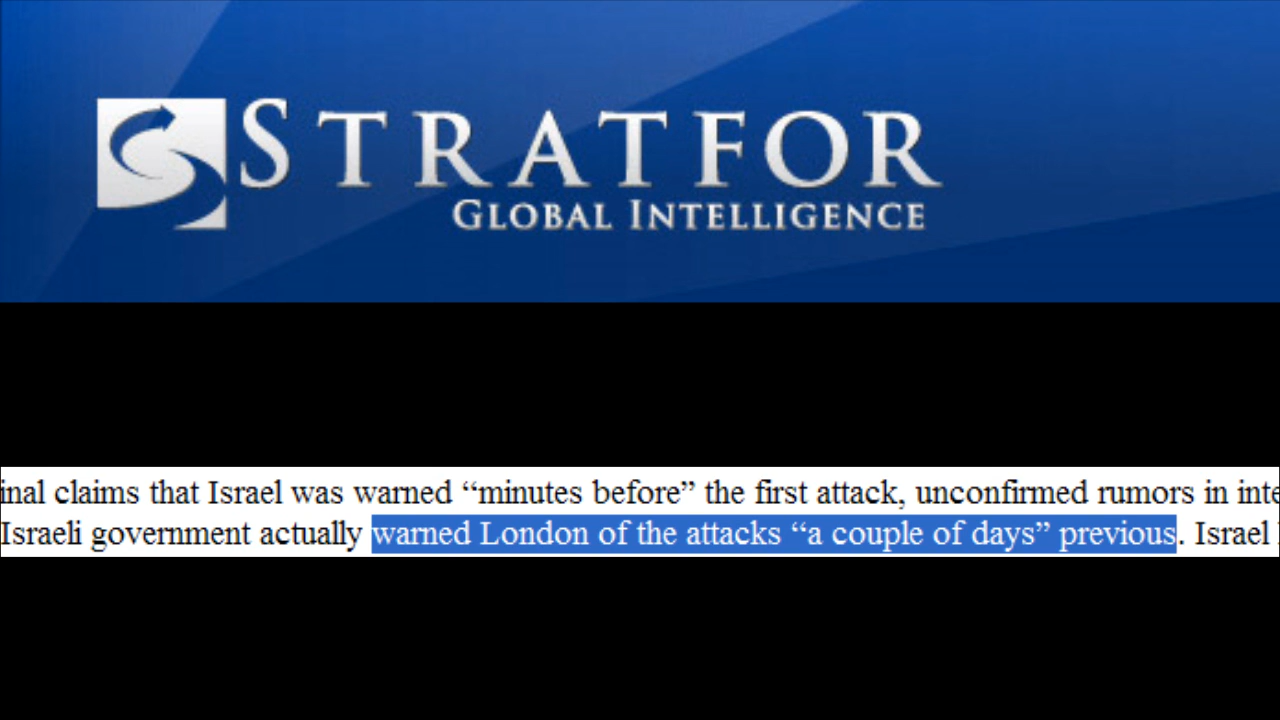 STRATFOR
GLOBAL INTELLIGENCE
claims that Israel was warned “minutes before” the first attack, unconfirmed rumors in
Israeli government actually warned London of the attacks “a couple of days” previous. Israel